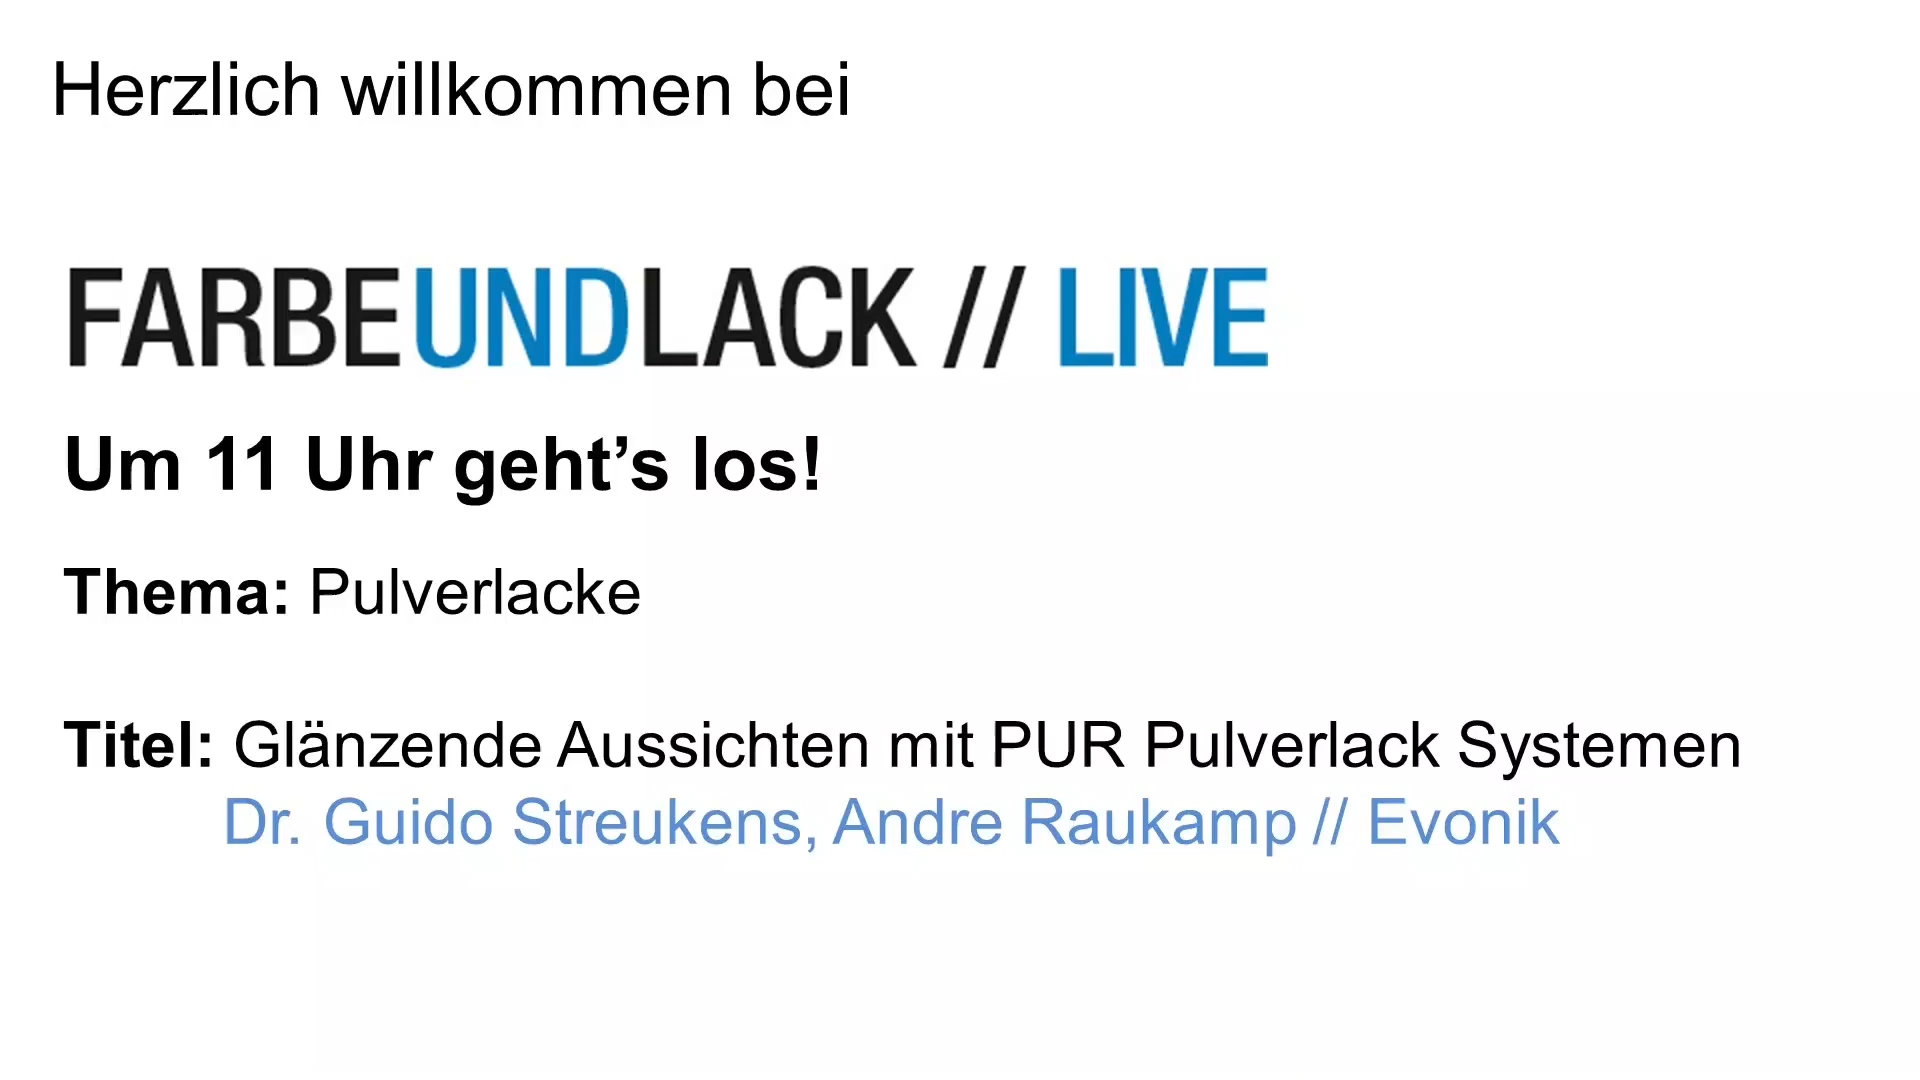 Herzlich willkommen bei
FARBEUNDLACK // LIVE
Um 11 Uhr geht’s los!
Thema: Pulverlacke
Titel: Glänzende Aussichten mit PUR Pulverlack Systemen
Dr. Guido Streukens, Andre Raukamp // Evonik